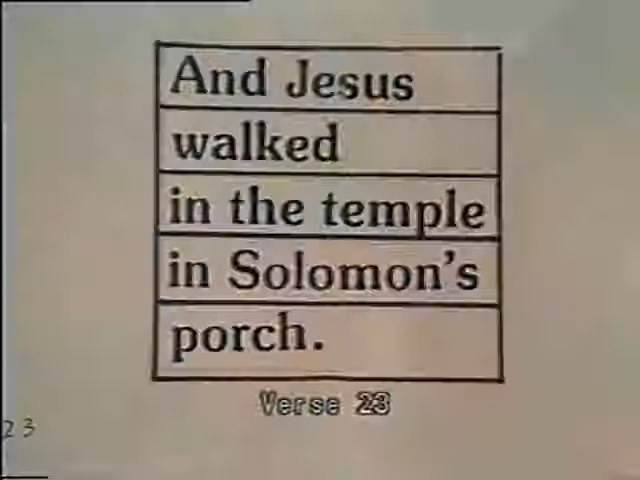 And Jesus
walked
in the temple
in Solomon's
porch.
Verse 23
23